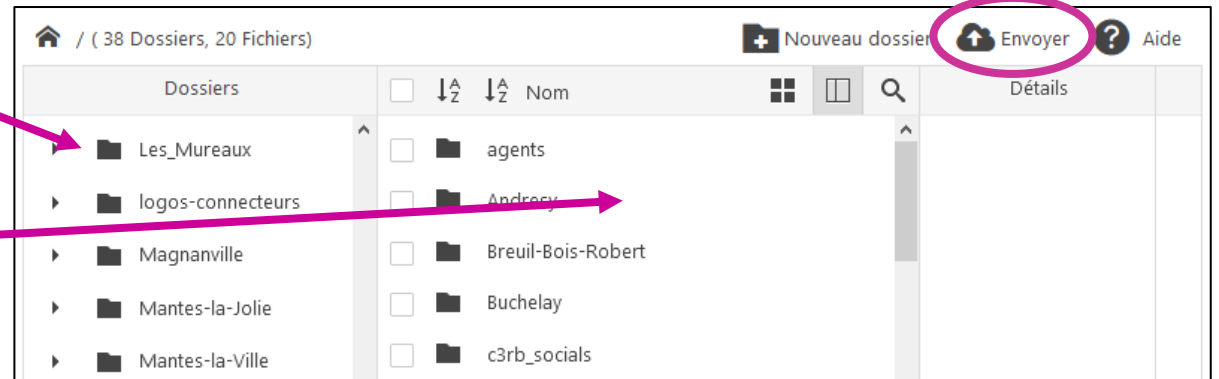 / ( 38 Dossiers, 20 Fichiers)
Nouveau dossier
Envoyer
? Aide
Dossiers
A Z A Z Nom
Détails
Les_Mureaux
logos-connecteurs
Magnanville
Mantes-la-Jolie
Mantes-la-Ville
agents
Andresy
Breuil-Bois-Robert
Buchelay
c3rb_socials